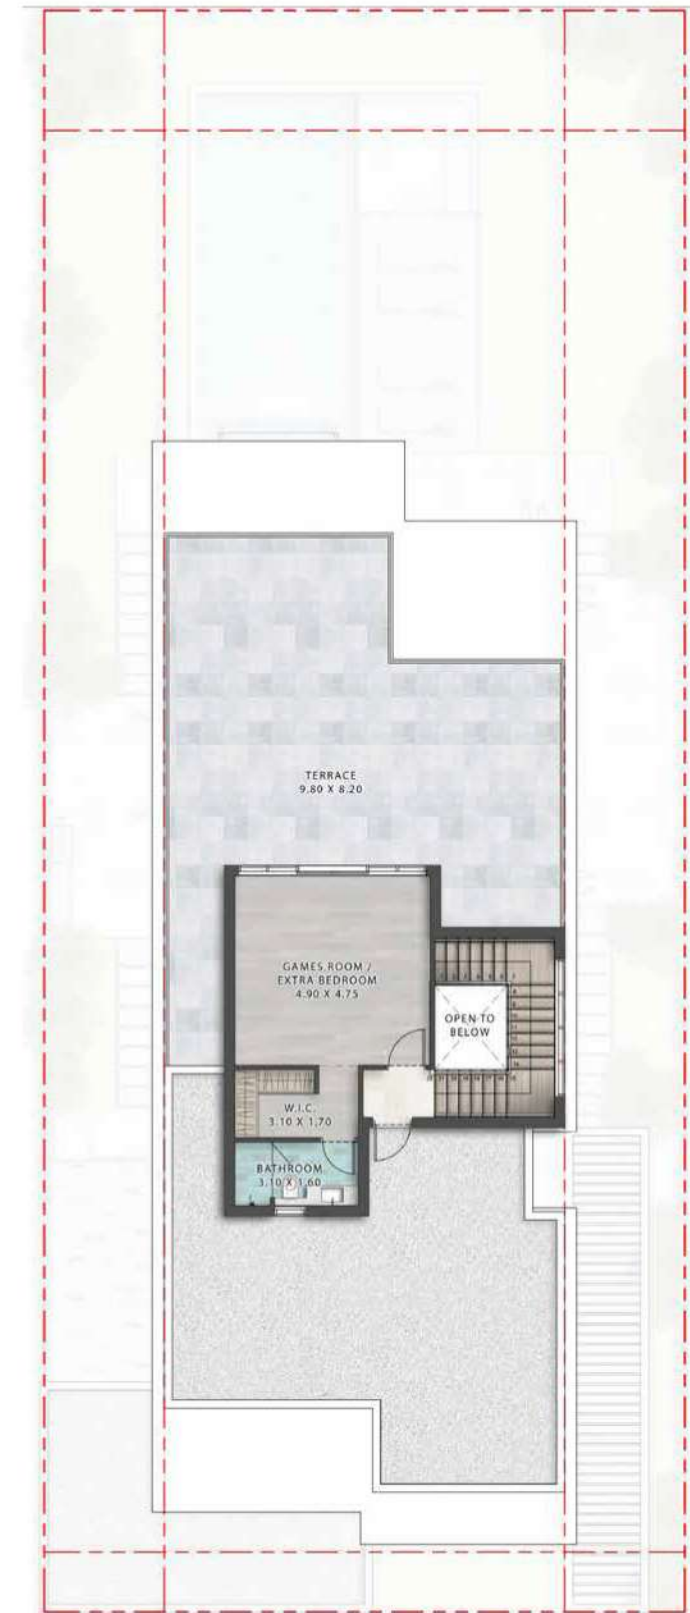 TERRACE
9.80 X 8.20
GAMES ROOM /
EXTRA BEDROOM
4.90 X 4.75
OPEN TO
BELOW
W.I.C.
3.10 X 1.70
BATHROOM
3.10 X 1.60